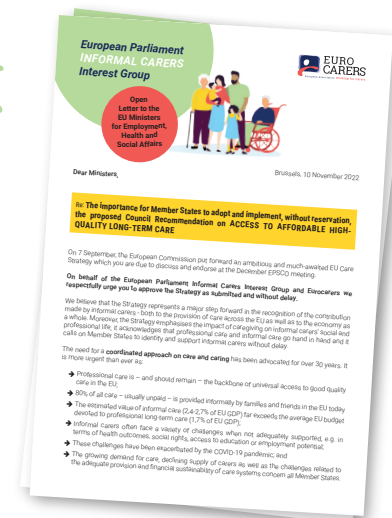 European Parliament
INFORMAL CARERS
Interest Group
EURO
CARERS
Open
Letter to the
EU Ministers
for Employment,
Health and
Social Affairs
Dear Ministers,
Brussels, 10 November 2022
Re: The importance for Member States to adopt and implement, without reservation,
the proposed Council Recommendation on ACCESS TO AFFORDABLE HIGH-
QUALITY LONG-TERM CARE
On 7 September, the European Commission put forward an ambitious and much-awaited EU Care
Strategy which you are due to discuss and endorse at the December EPSCO meeting.
On behalf of the European Parliament Informal Carers Interest Group and Eurocarers we
respectfully urge you to approve the Strategy as submitted and without delay.
We believe that the Strategy represents a major step forward in the recognition of the contribution
made by informal carers - both to the provision of care across the EU as well as to the economy as
a whole. Moreover, the Strategy emphasises the impact of caregiving on informal carers' social and
professional life, it acknowledges that professional care and informal care go hand in hand and it
calls on Member States to identify and support informal carers without delay.
The need for a coordinated approach on care and caring has been advocated for over 30 years. It
is more urgent than ever as:
➔ Professional care is – and should remain – the backbone of universal access to good quality
care in the EU;
➔ 80% of all care – usually unpaid – is provided informally by families and friends in the EU today
➔ The estimated value of informal care (2,4-2,7% of EU GDP) far exceeds the average EU budget
devoted to professional long-term care (1,7% of EU GDP);
➔ Informal carers often face a variety of challenges when not adequately supported, e.g. in
terms of health outcomes, social rights, access to education or employment potential;
➔ These challenges have been exacerbated by the COVID-19 pandemic; and
➔ The growing demand for care, declining supply of carers as well as the challenges related to
the adequate provision and financial sustainability of care systems concern all Member States.